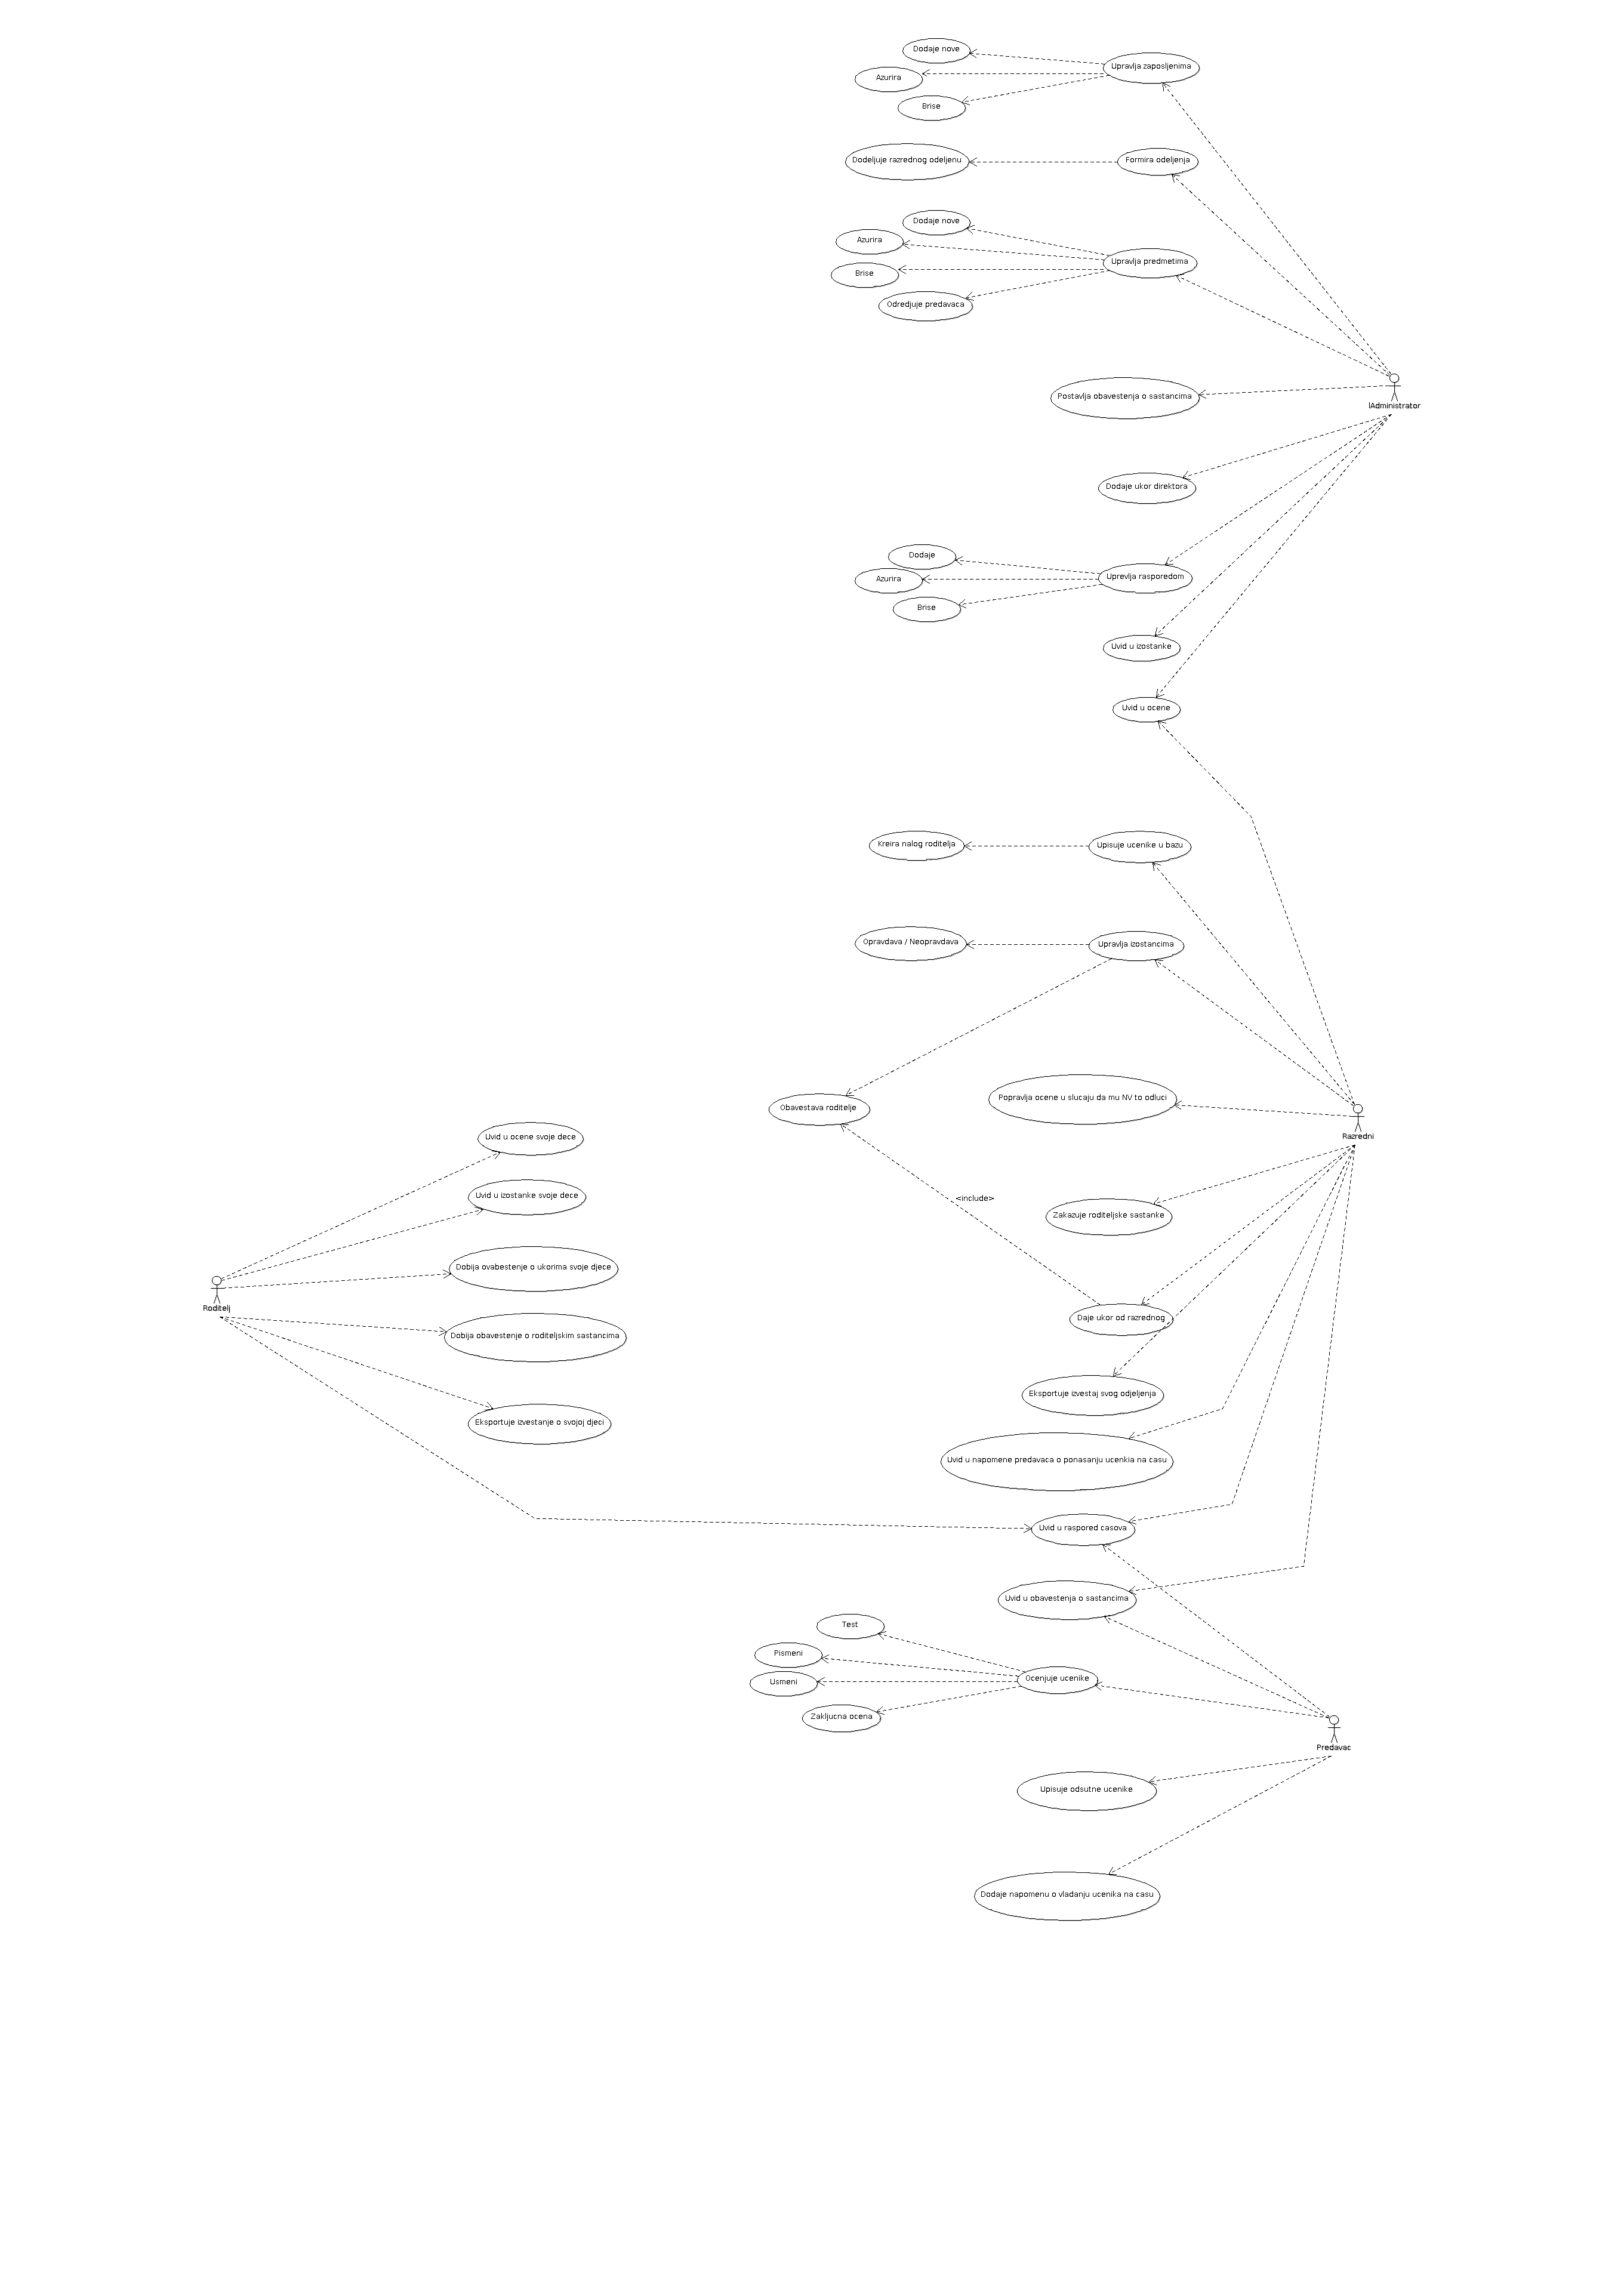 Dodaje nove
Upravlja zaposljenima
Azurira
Brise
Dodeljuje razrednog odeljenu
Formira odeljenja
Dodaje nove
Azurira
Upravlja predmetima
Brise
Odredjuje predavaca
Postavlja obavestenja o sastancima
lAdministrator
Dodaje ukor direktora
Dodaje
Uprevlja rasporedom
Azurira
Brise
Uvid u izostanke
Uvid u ocene
Kreira nalog roditelja
Upisuje ucenike u bazu
Opravdava / Neopravdava
Upravlja izostancima
Popravlja ocene u slucaju da mu NV to odluci
Obavestava roditelje
Razredni
Uvid u ocene svoje dece
Uvid u izostanke svoje dece
<include>
Zakazuje roditeljske sastanke
Dobija ovabestenje o ukorima svoje djece
Roditelj
Daje ukor od razrednog
Dobija obavestenje o roditeljskim sastancima
Eksportuje izvestaj svog odjeljenja
Eksportuje izvestanje o svojoj djeci
Uvid u napomene predavaca o ponasanju ucenkia na casu
Uvid u raspored casova
Uvid u obavestenja o sastancima
Test
Pismeni
Ocenjuje ucenike
Usmeni
Zakljucna ocena
Predavac
Upisuje odsutne ucenike
Dodaje napomenu o vladanju ucenika na casu